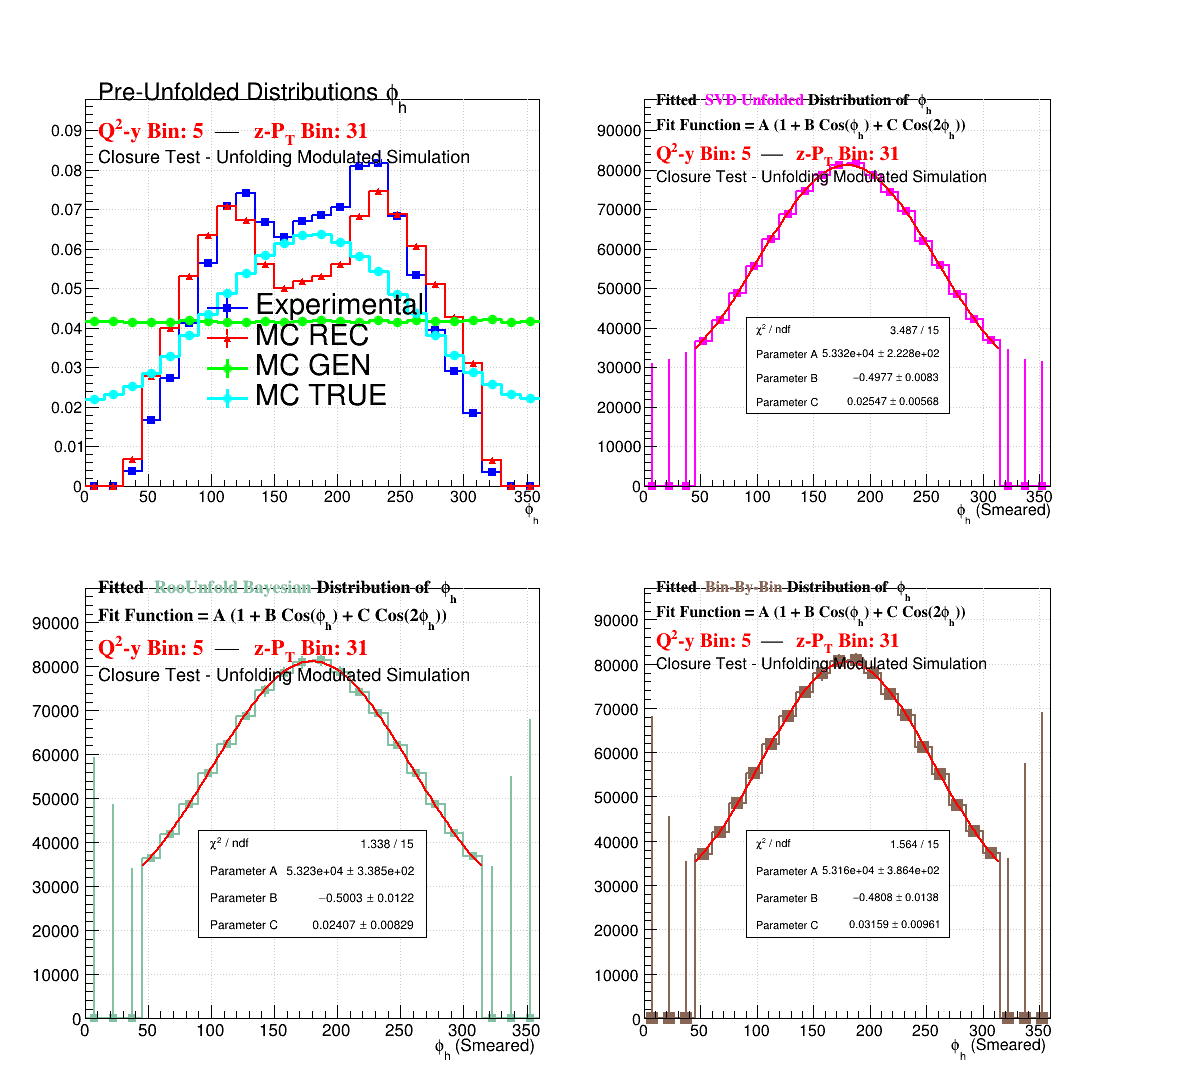 Pre-Unfolded Distributions ϕh
Q²-y Bin: 5 — z-PT Bin: 31
Closure Test - Unfolding Modulated Simulation
0.09
0.08
0.07
0.06
0.05
0.04
0.03
0.02
0.01
0
Experimental
MC REC
MC GEN
MC TRUE
0 50 100 150 200 250 300 350
ϕh
Fitted SVD Unfolded Distribution of ϕh
Fit Function = A (1 + B Cos(ϕh) + C Cos(2ϕh))
Q²-y Bin: 5 — z-PT Bin: 31
Closure Test - Unfolding Modulated Simulation
90000
80000
70000
60000
50000
40000
30000
20000
10000
0
χ² / ndf 3.487 / 15
Parameter A 5.332e+04 ± 2.228e+02
Parameter B −0.4977 ± 0.0083
Parameter C 0.02547 ± 0.00568
0 50 100 150 200 250 300 350
ϕh (Smeared)
Fitted RooUnfold Bayesian Distribution of ϕh
Fit Function = A (1 + B Cos(ϕh) + C Cos(2ϕh))
Q²-y Bin: 5 — z-PT Bin: 31
Closure Test - Unfolding Modulated Simulation
90000
80000
70000
60000
50000
40000
30000
20000
10000
0
χ² / ndf 1.338 / 15
Parameter A 5.323e+04 ± 3.385e+02
Parameter B −0.5003 ± 0.0122
Parameter C 0.02407 ± 0.00829
0 50 100 150 200 250 300 350
ϕh (Smeared)
Fitted Bin-By-Bin Distribution of ϕh
Fit Function = A (1 + B Cos(ϕh) + C Cos(2ϕh))
Q²-y Bin: 5 — z-PT Bin: 31
Closure Test - Unfolding Modulated Simulation
90000
80000
70000
60000
50000
40000
30000
20000
10000
0
χ² / ndf 1.564 / 15
Parameter A 5.316e+04 ± 3.864e+02
Parameter B −0.4808 ± 0.0138
Parameter C 0.03159 ± 0.00961
0 50 100 150 200 250 300 350
ϕh (Smeared)